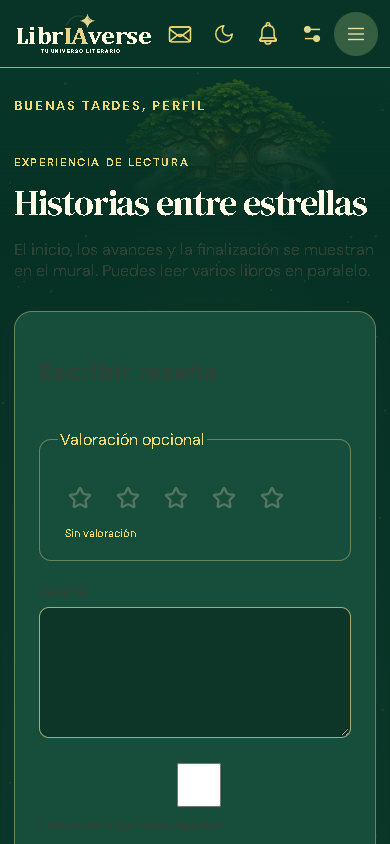 LibrIAverse
TU UNIVERSO LITERARIO
BUENAS TARDES, PERFIL
EXPERIENCIA DE LECTURA
Historias entre estrellas
El inicio, los avances y la finalización se muestran
en el mural. Puedes leer varios libros en paralelo.
Escribir reseña
Valoración opcional
Sin valoración